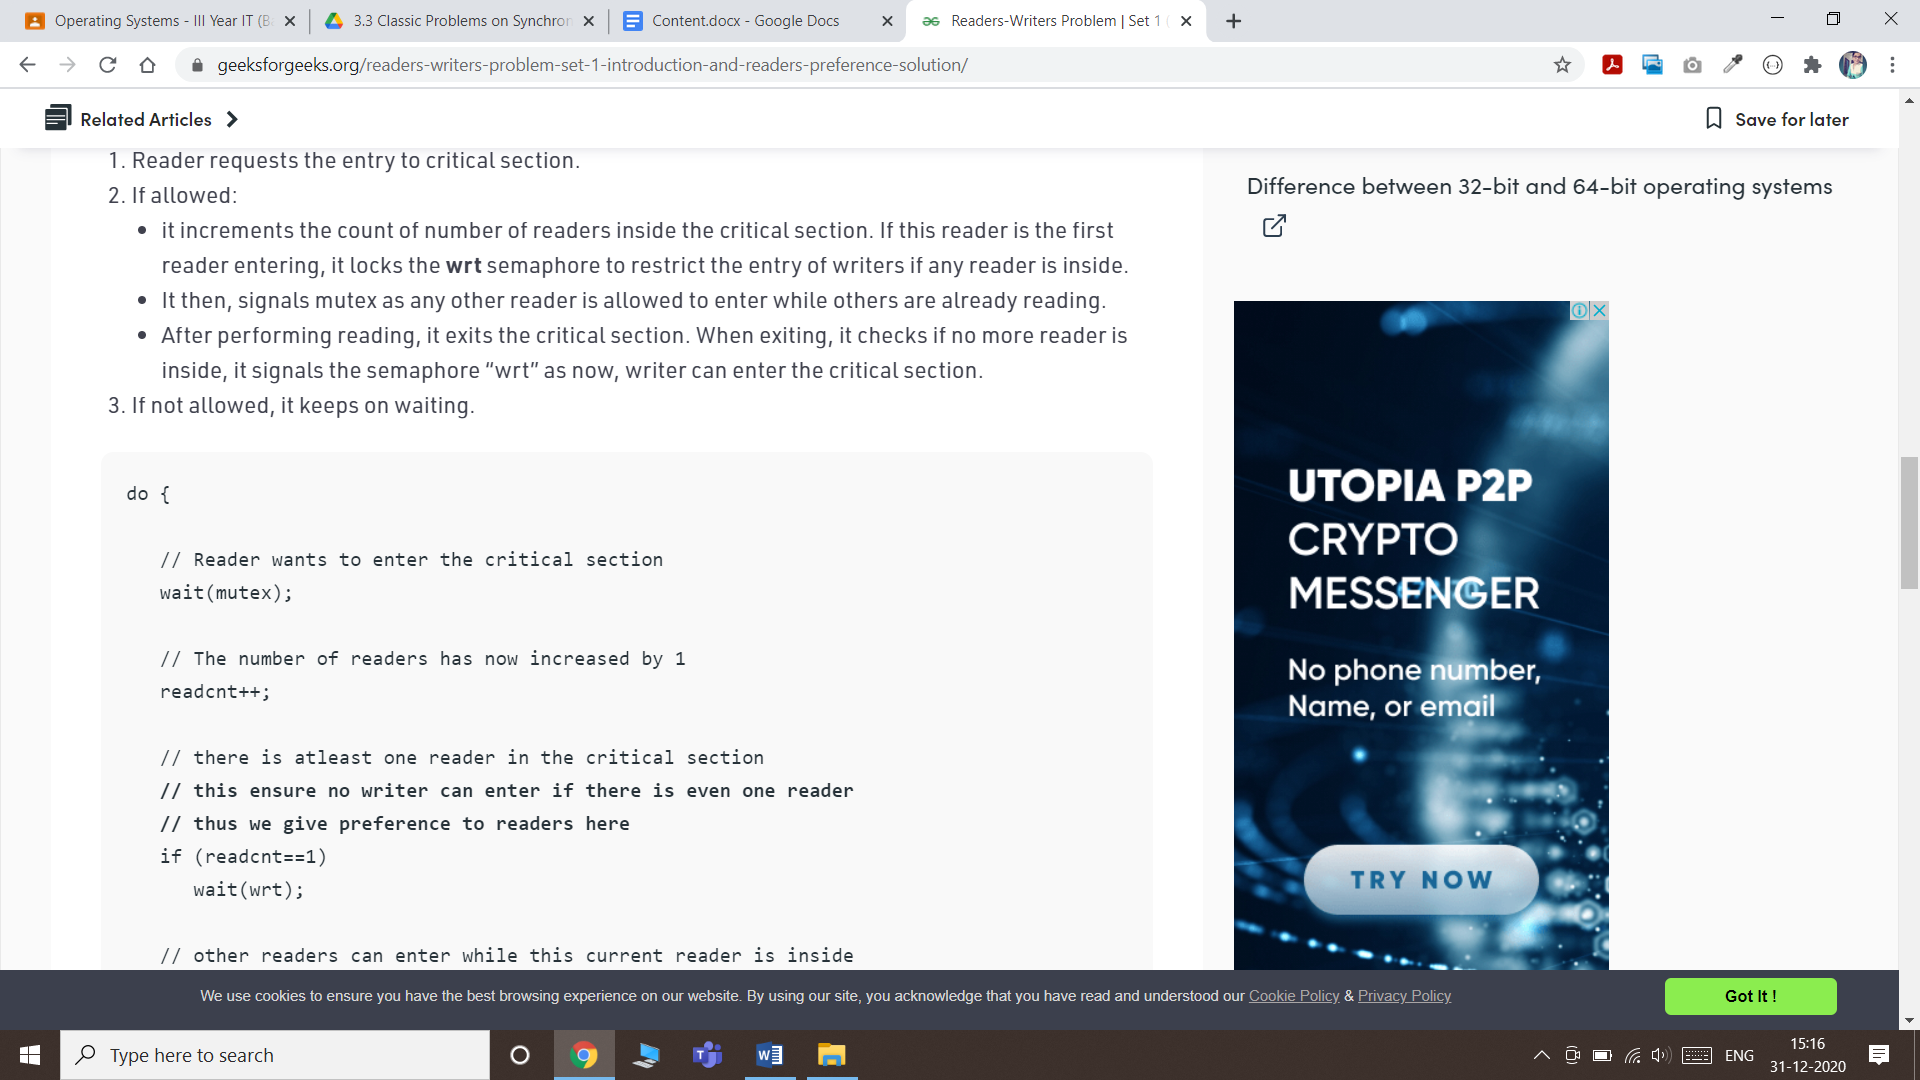 Operating Systems - III Year IT (B
3.3 Classic Problems on Synchron
Content.docx - Google Docs
Readers-Writers Problem | Set 1 (
geeksforgeeks.org/readers-writers-problem-set-1-introduction-and-readers-preference-solution/
Related Articles
Save for later
1. Reader requests the entry to critical section.
2. If allowed:
• it increments the count of number of readers inside the critical section. If this reader is the first
reader entering, it locks the wrt semaphore to restrict the entry of writers if any reader is inside.
• It then, signals mutex as any other reader is allowed to enter while others are already reading.
• After performing reading, it exits the critical section. When exiting, it checks if no more reader is
inside, it signals the semaphore “wrt” as now, writer can enter the critical section.
3. If not allowed, it keeps on waiting.
do {
// Reader wants to enter the critical section
wait(mutex);
// The number of readers has now increased by 1
readcnt++;
// there is atleast one reader in the critical section
// this ensure no writer can enter if there is even one reader
// thus we give preference to readers here
if (readcnt==1)
wait(wrt);
// other readers can enter while this current reader is inside
Difference between 32-bit and 64-bit operating systems
UTOPIA P2P
CRYPTO
MESSENGER
No phone number,
Name, or email
TRY NOW
We use cookies to ensure you have the best browsing experience on our website. By using our site, you acknowledge that you have read and understood our Cookie Policy & Privacy Policy
Got It !
Type here to search
ENG
15:16
31-12-2020